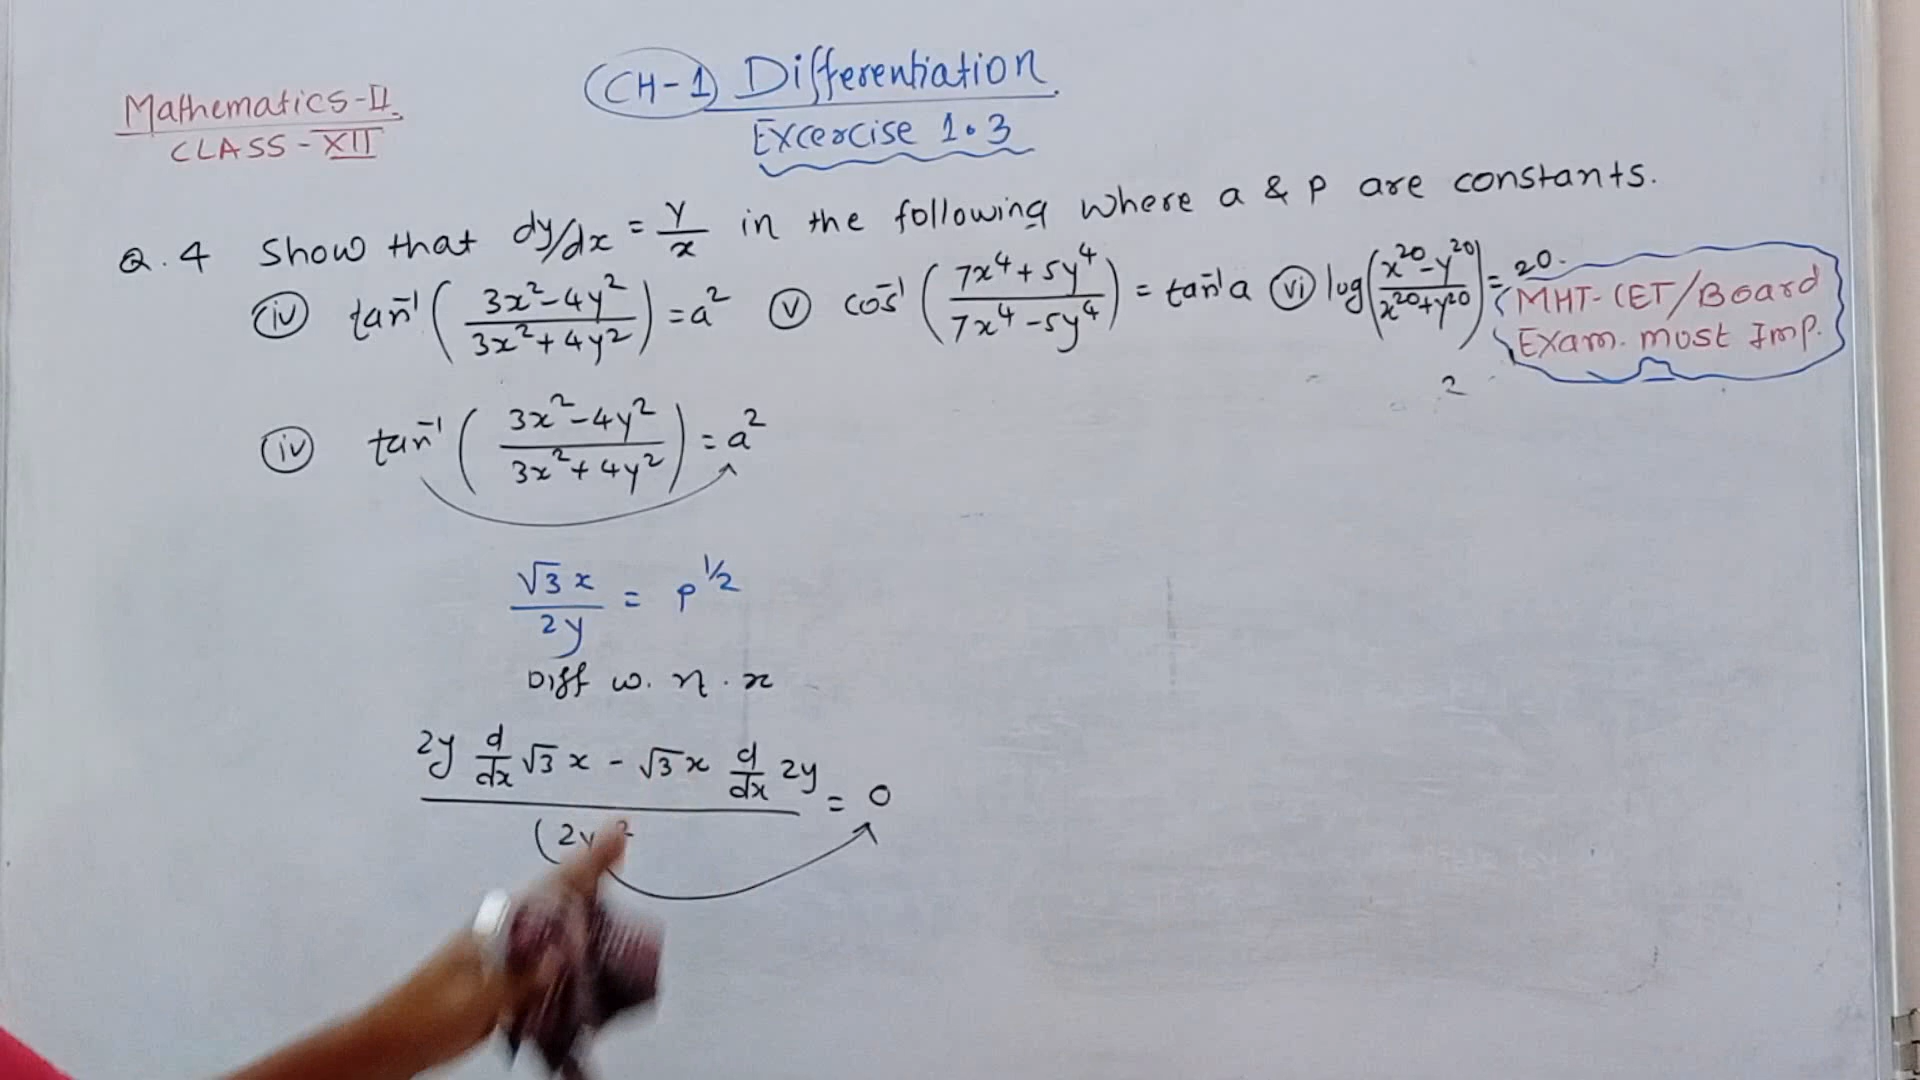 Mathematics-II
CLASS-XII
CH-1 Differentiation
Excercise 1.3
Q.4 Show that dy/dx = y/x in the following where a & p are constants.
(iv) tan⁻¹((3x²-4y²)/(3x²+4y²)) = a² (v) cos⁻¹((7x⁴+5y⁴)/(7x⁴-5y⁴)) = tan⁻¹a (vi) log((x²⁰-y²⁰)/(x²⁰+y²⁰)) = 20.
MHT-CET/Board
Exam. most Imp.
2
(iv) tan⁻¹((3x²-4y²)/(3x²+4y²)) = a²
√3x/2y = p^1/2
Diff w.r.x
(2y d/dx √3x - √3x d/dx 2y)/(2y ² = 0